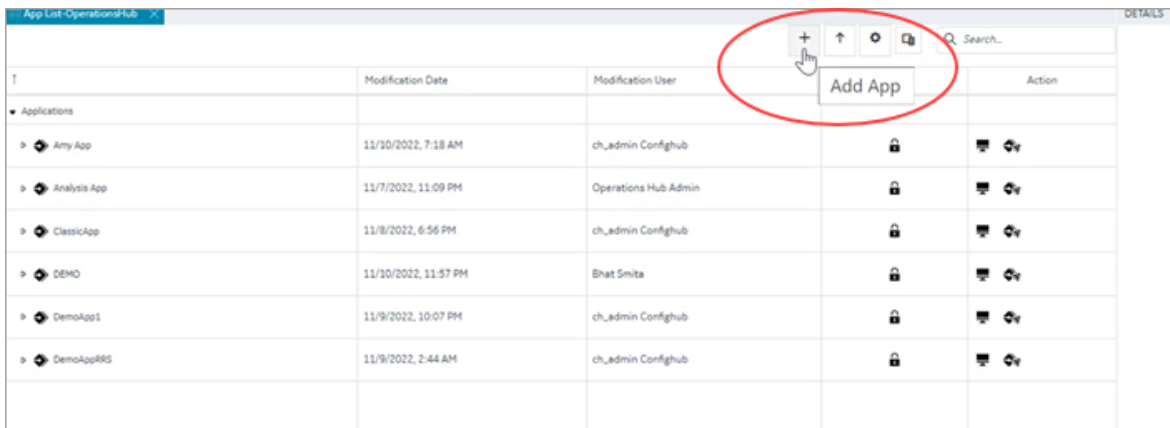 App List-OperationsHub
DETAILS
Search...
Add App
Modification Date Modification User Action
Applications
Amy App 11/10/2022, 7:18 AM ch_admin Confighub
Analysis App 11/7/2022, 11:09 PM Operations Hub Admin
ClassicApp 11/8/2022, 6:56 PM ch_admin Confighub
DEMO 11/10/2022, 11:57 PM Bhat Smita
DemoApp1 11/9/2022, 10:07 PM ch_admin Confighub
DemoAppRRS 11/9/2022, 2:44 AM ch_admin Confighub